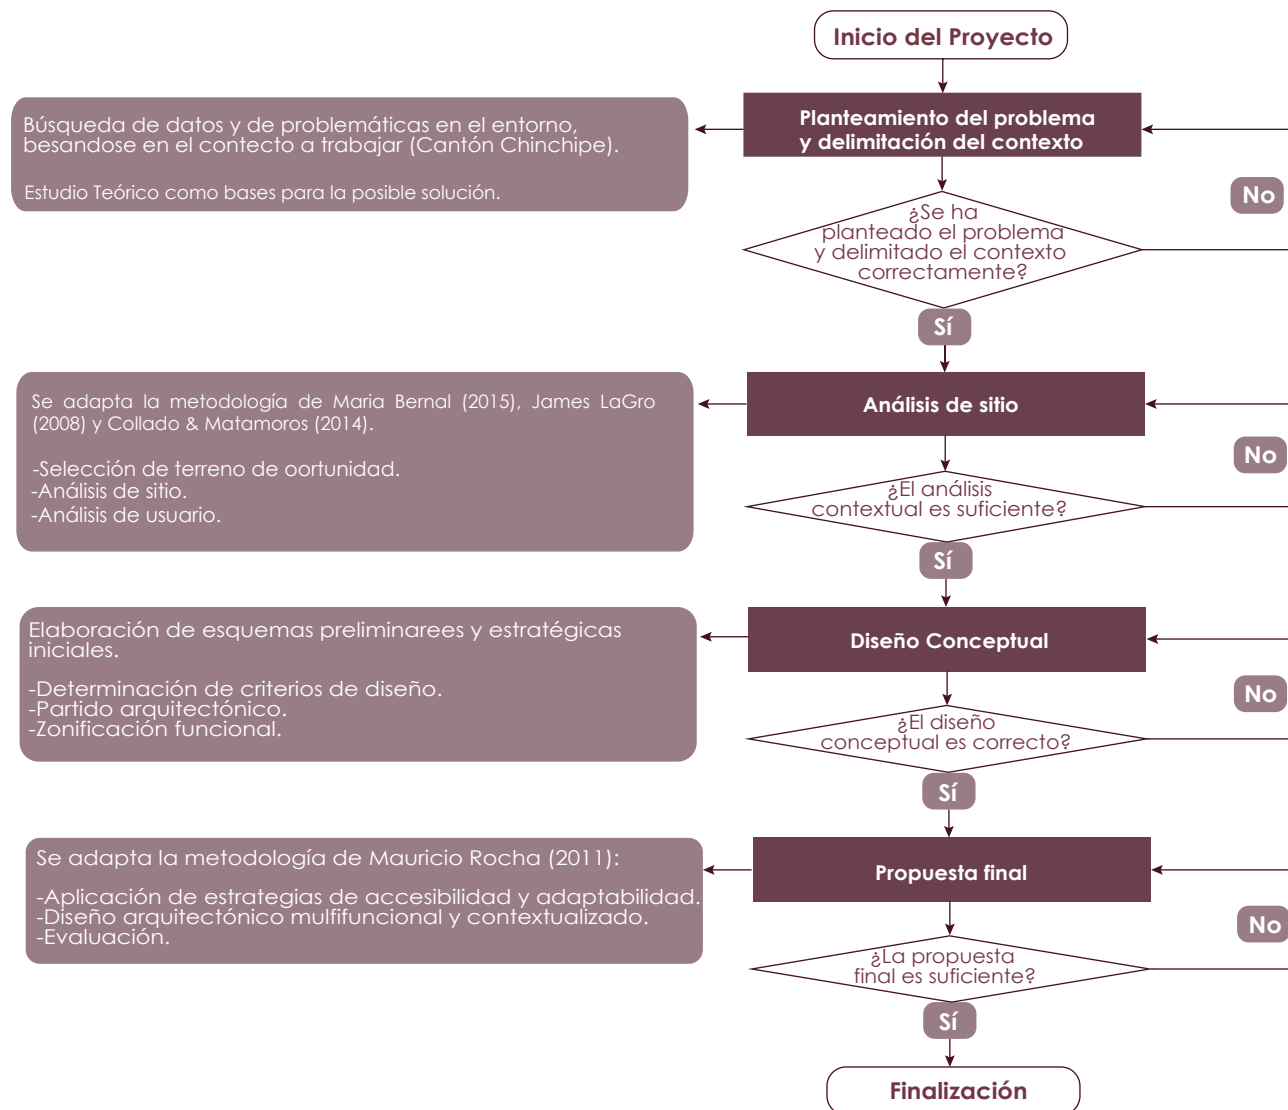 Inicio del Proyecto
Planteamiento del problema
y delimitación del contexto
Búsqueda de datos y de problemáticas en el entorno,
besandose en el contecto a trabajar (Cantón Chinchipe).
Estudio Teórico como bases para la posible solución.
No
¿Se ha
planteado el problema
y delimitado el contexto
correctamente?
Sí
Análisis de sitio
Se adapta la metodología de Maria Bernal (2015), James LaGro
(2008) y Collado & Matamoros (2014).
-Selección de terreno de oortunidad.
-Análisis de sitio.
-Análisis de usuario.
No
¿El análisis
contextual es suficiente?
Sí
Diseño Conceptual
Elaboración de esquemas preliminarees y estratégicas
iniciales.
-Determinación de criterios de diseño.
-Partido arquitectónico.
-Zonificación funcional.
No
¿El diseño
conceptual es correcto?
Sí
Propuesta final
Se adapta la metodología de Mauricio Rocha (2011):
-Aplicación de estrategias de accesibilidad y adaptabilidad.
-Diseño arquitectónico mulfifuncional y contextualizado.
-Evaluación.
No
¿La propuesta
final es suficiente?
Sí
Finalización